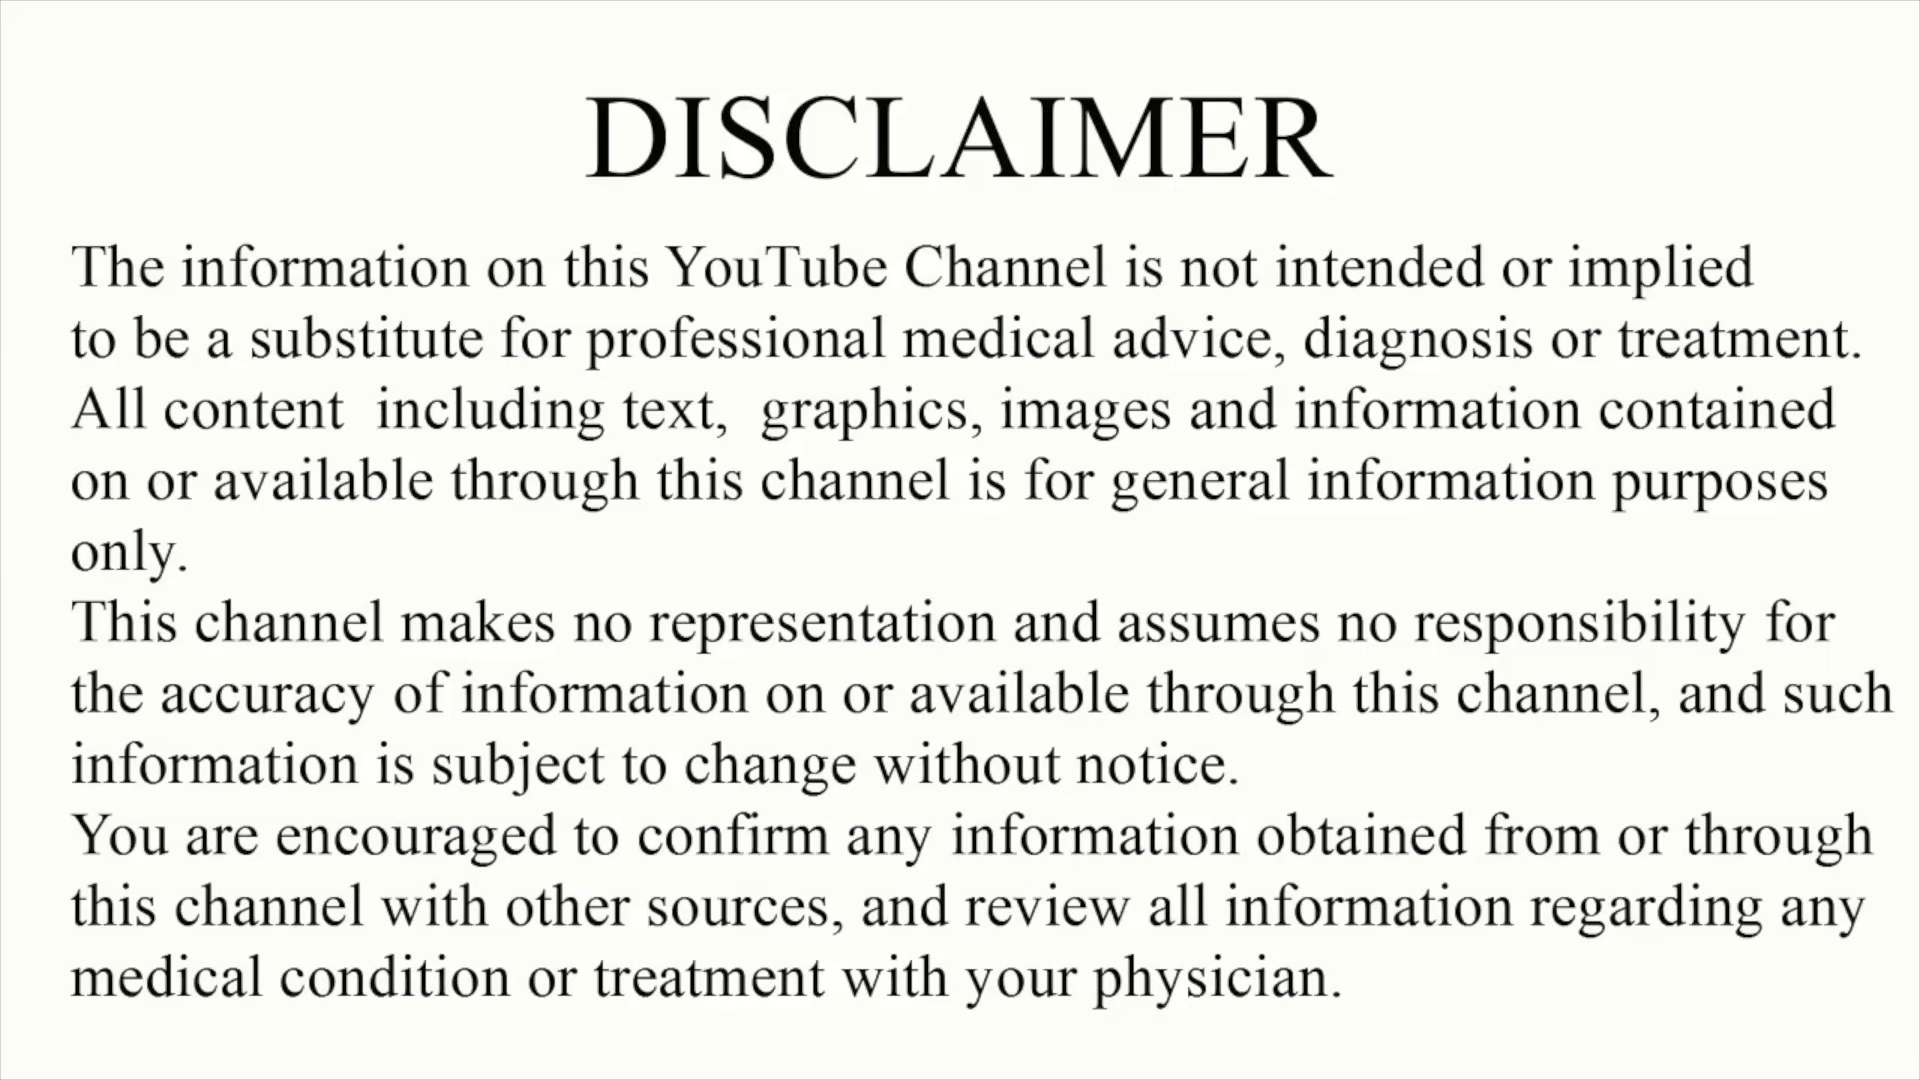 DISCLAIMER
The information on this YouTube Channel is not intended or implied
to be a substitute for professional medical advice, diagnosis or treatment.
All content  including text,  graphics, images and information contained
on or available through this channel is for general information purposes
only.
This channel makes no representation and assumes no responsibility for
the accuracy of information on or available through this channel, and such
information is subject to change without notice.
You are encouraged to confirm any information obtained from or through
this channel with other sources, and review all information regarding any
medical condition or treatment with your physician.